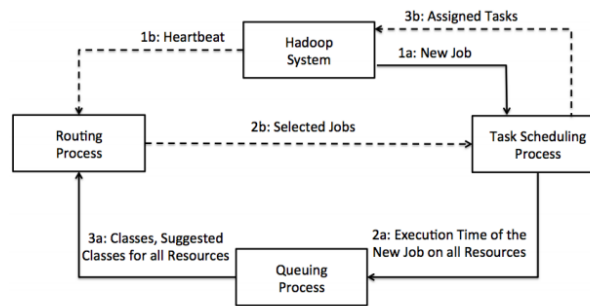 3b: Assigned Tasks
1b: Heartbeat
Hadoop
System
1a: New Job
Routing
Process
2b: Selected Jobs
Task Scheduling
Process
3a: Classes, Suggested
Classes for all Resources
2a: Execution Time of the
New Job on all Resources
Queuing
Process